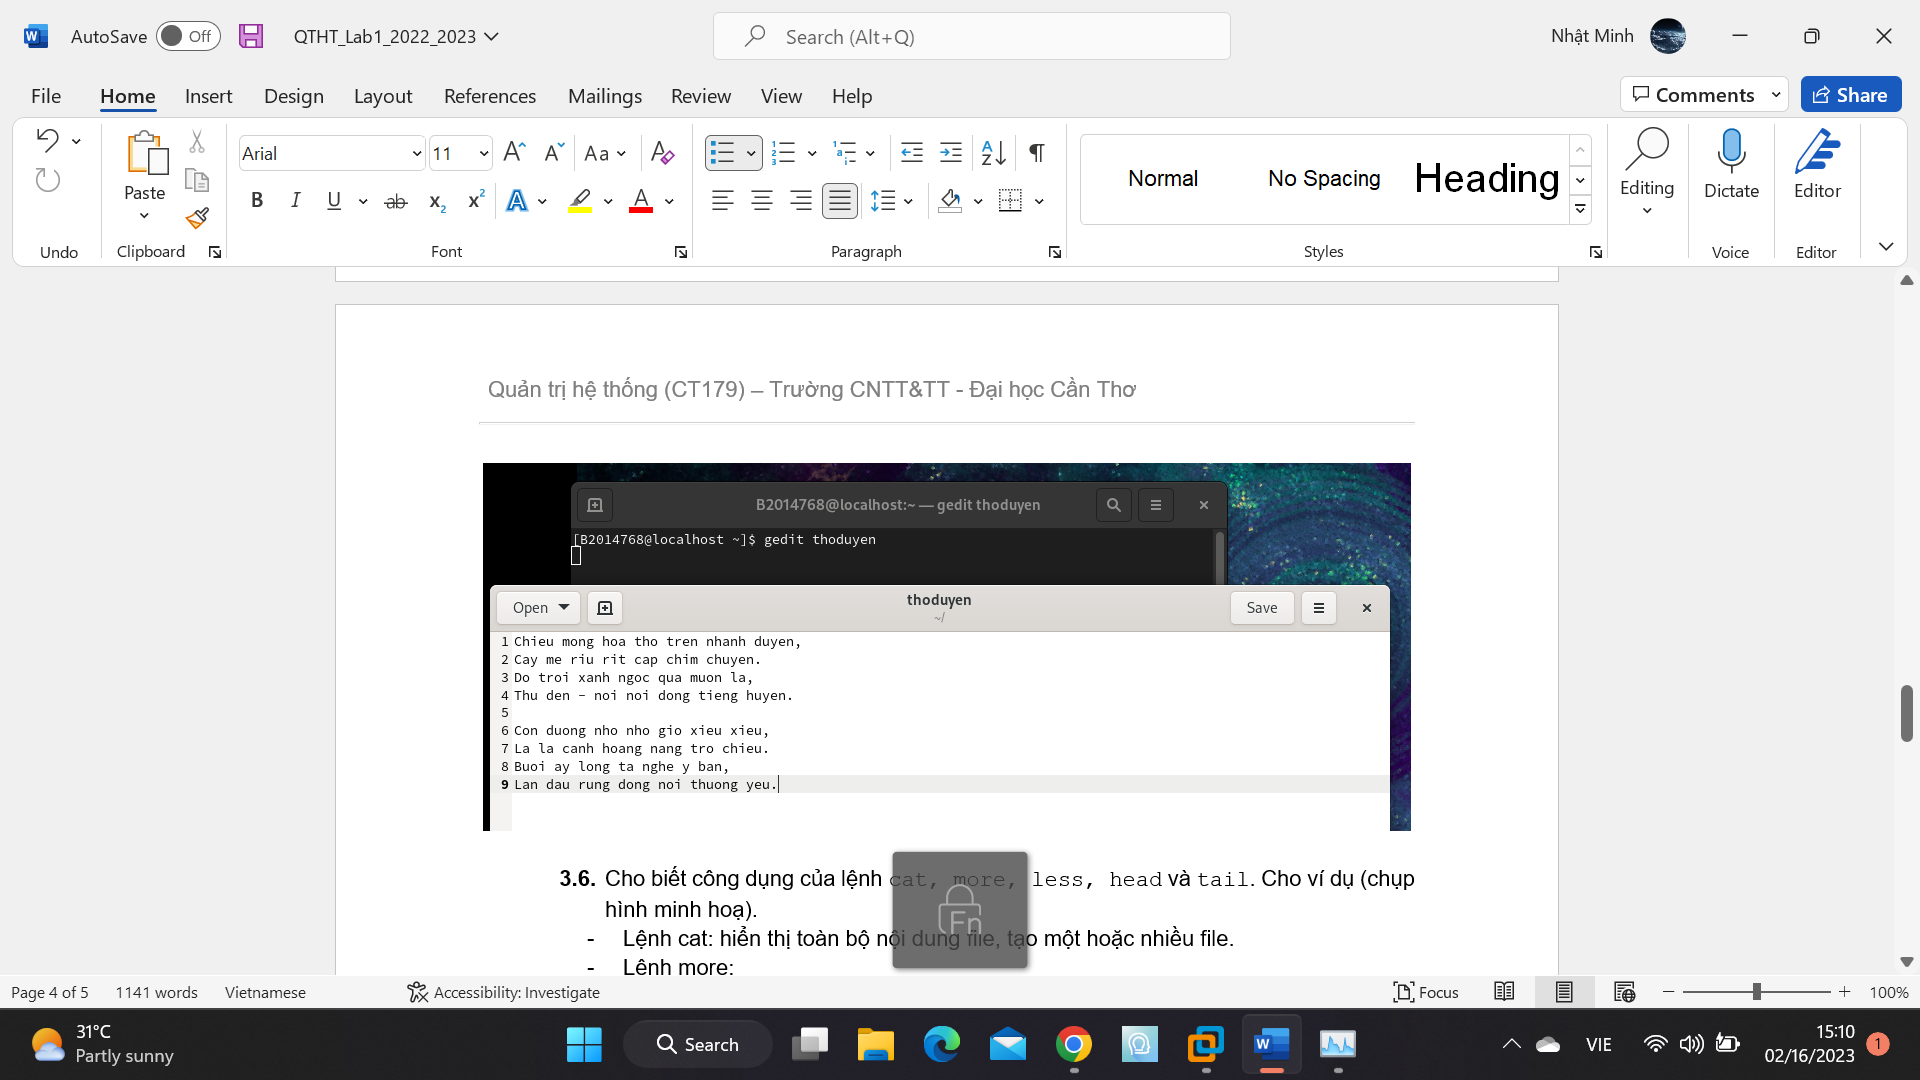 AutoSave Off QTHT_Lab1_2022_2023 Search (Alt+Q) Nhật Minh
File Home Insert Design Layout References Mailings Review View Help Comments Share
Arial 11 Aa
Paste Normal No Spacing Heading Editing Dictate Editor
B I U ab x2 x2 A A
Undo Clipboard Font Paragraph Styles Voice Editor
Quản trị hệ thống (CT179) – Trường CNTT&TT - Đại học Cần Thơ
B2014768@localhost:~ — gedit thoduyen
[B2014768@localhost ~]$ gedit thoduyen
Open thoduyen Save
~/
1 Chieu mong hoa tho tren nhanh duyen,
2 Cay me riu rit cap chim chuyen.
3 Do troi xanh ngoc qua muon la,
4 Thu den - noi noi dong tieng huyen.
5
6 Con duong nho nho gio xieu xieu,
7 La la canh hoang nang tro chieu.
8 Buoi ay long ta nghe y ban,
9 Lan dau rung dong noi thuong yeu.
3.6. Cho biết công dụng của lệnh cat, more, less, head và tail. Cho ví dụ (chụp
hình minh hoạ).
Fn
- Lệnh cat: hiển thị toàn bộ nội dung file, tạo một hoặc nhiều file.
- Lệnh more:
Page 4 of 5 1141 words Vietnamese Accessibility: Investigate Focus 100%
31°C
Partly sunny
Search
VIE
15:10
02/16/2023
1